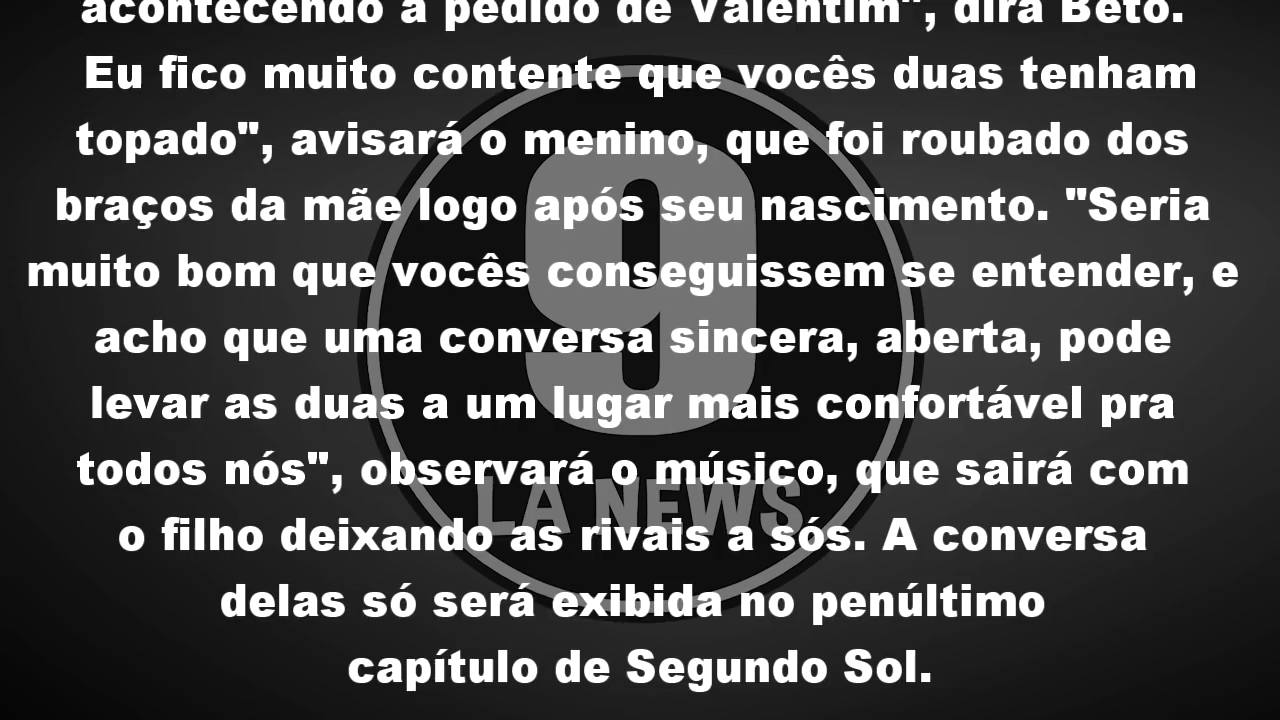 acontecendo a pedido de Valentim", dirá Beto.
Eu fico muito contente que vocês duas tenham
topado", avisará o menino, que foi roubado dos
braços da mãe logo após seu nascimento. "Seria
muito bom que vocês conseguissem se entender, e
acho que uma conversa sincera, aberta, pode
levar as duas a um lugar mais confortável pra
todos nós", observará o músico, que sairá com
o filho deixando as rivais a sós. A conversa
delas só será exibida no penúltimo
capítulo de Segundo Sol.
9
LA NEWS